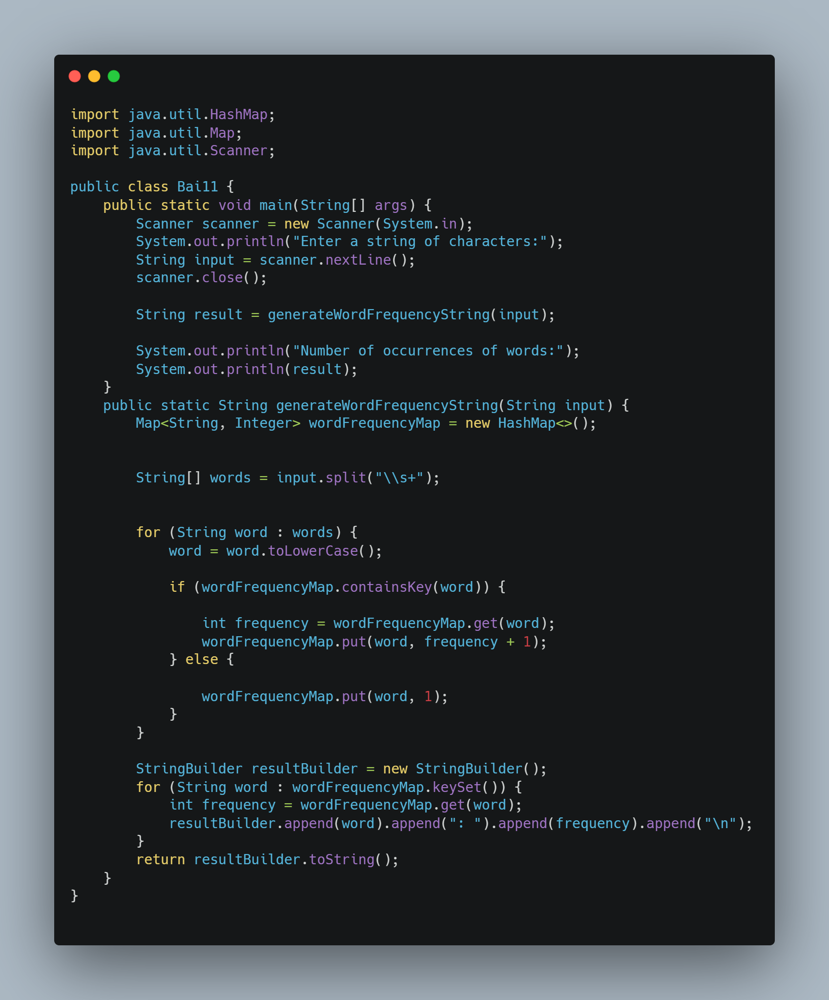 import java.util.HashMap;
import java.util.Map;
import java.util.Scanner;

public class Bai11 {
    public static void main(String[] args) {
        Scanner scanner = new Scanner(System.in);
        System.out.println("Enter a string of characters:");
        String input = scanner.nextLine();
        scanner.close();

        String result = generateWordFrequencyString(input);

        System.out.println("Number of occurrences of words:");
        System.out.println(result);
    }
    public static String generateWordFrequencyString(String input) {
        Map<String, Integer> wordFrequencyMap = new HashMap<>();


        String[] words = input.split("\\s+");


        for (String word : words) {
            word = word.toLowerCase();

            if (wordFrequencyMap.containsKey(word)) {

                int frequency = wordFrequencyMap.get(word);
                wordFrequencyMap.put(word, frequency + 1);
            } else {

                wordFrequencyMap.put(word, 1);
            }
        }

        StringBuilder resultBuilder = new StringBuilder();
        for (String word : wordFrequencyMap.keySet()) {
            int frequency = wordFrequencyMap.get(word);
            resultBuilder.append(word).append(": ").append(frequency).append("\n");
        }
        return resultBuilder.toString();
    }
}